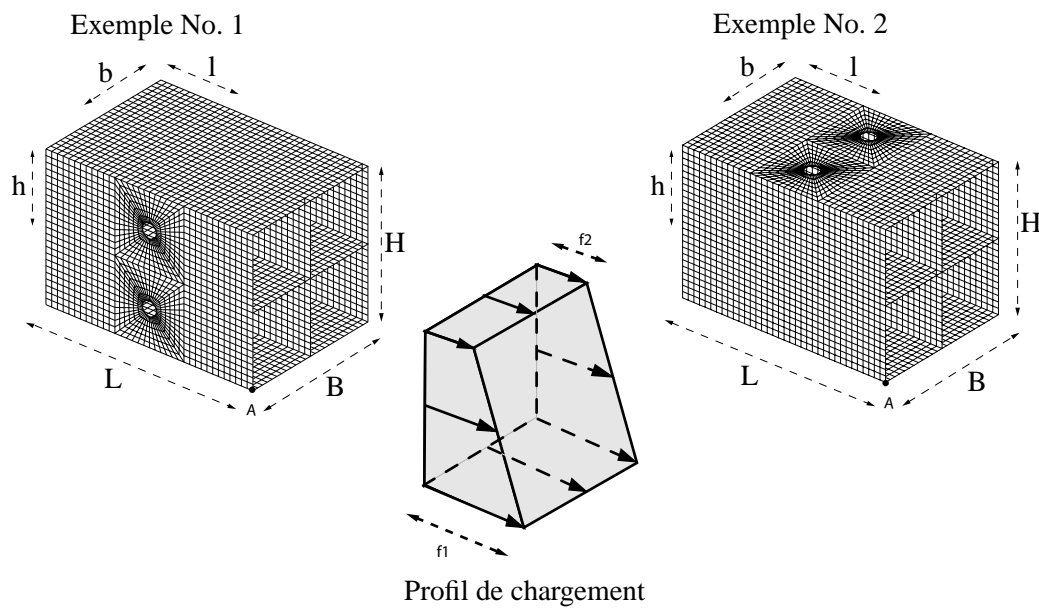 Exemple No. 1
b
l
h
H
L
B
A
Exemple No. 2
b
l
h
H
L
B
A
f2
f1
Profil de chargement